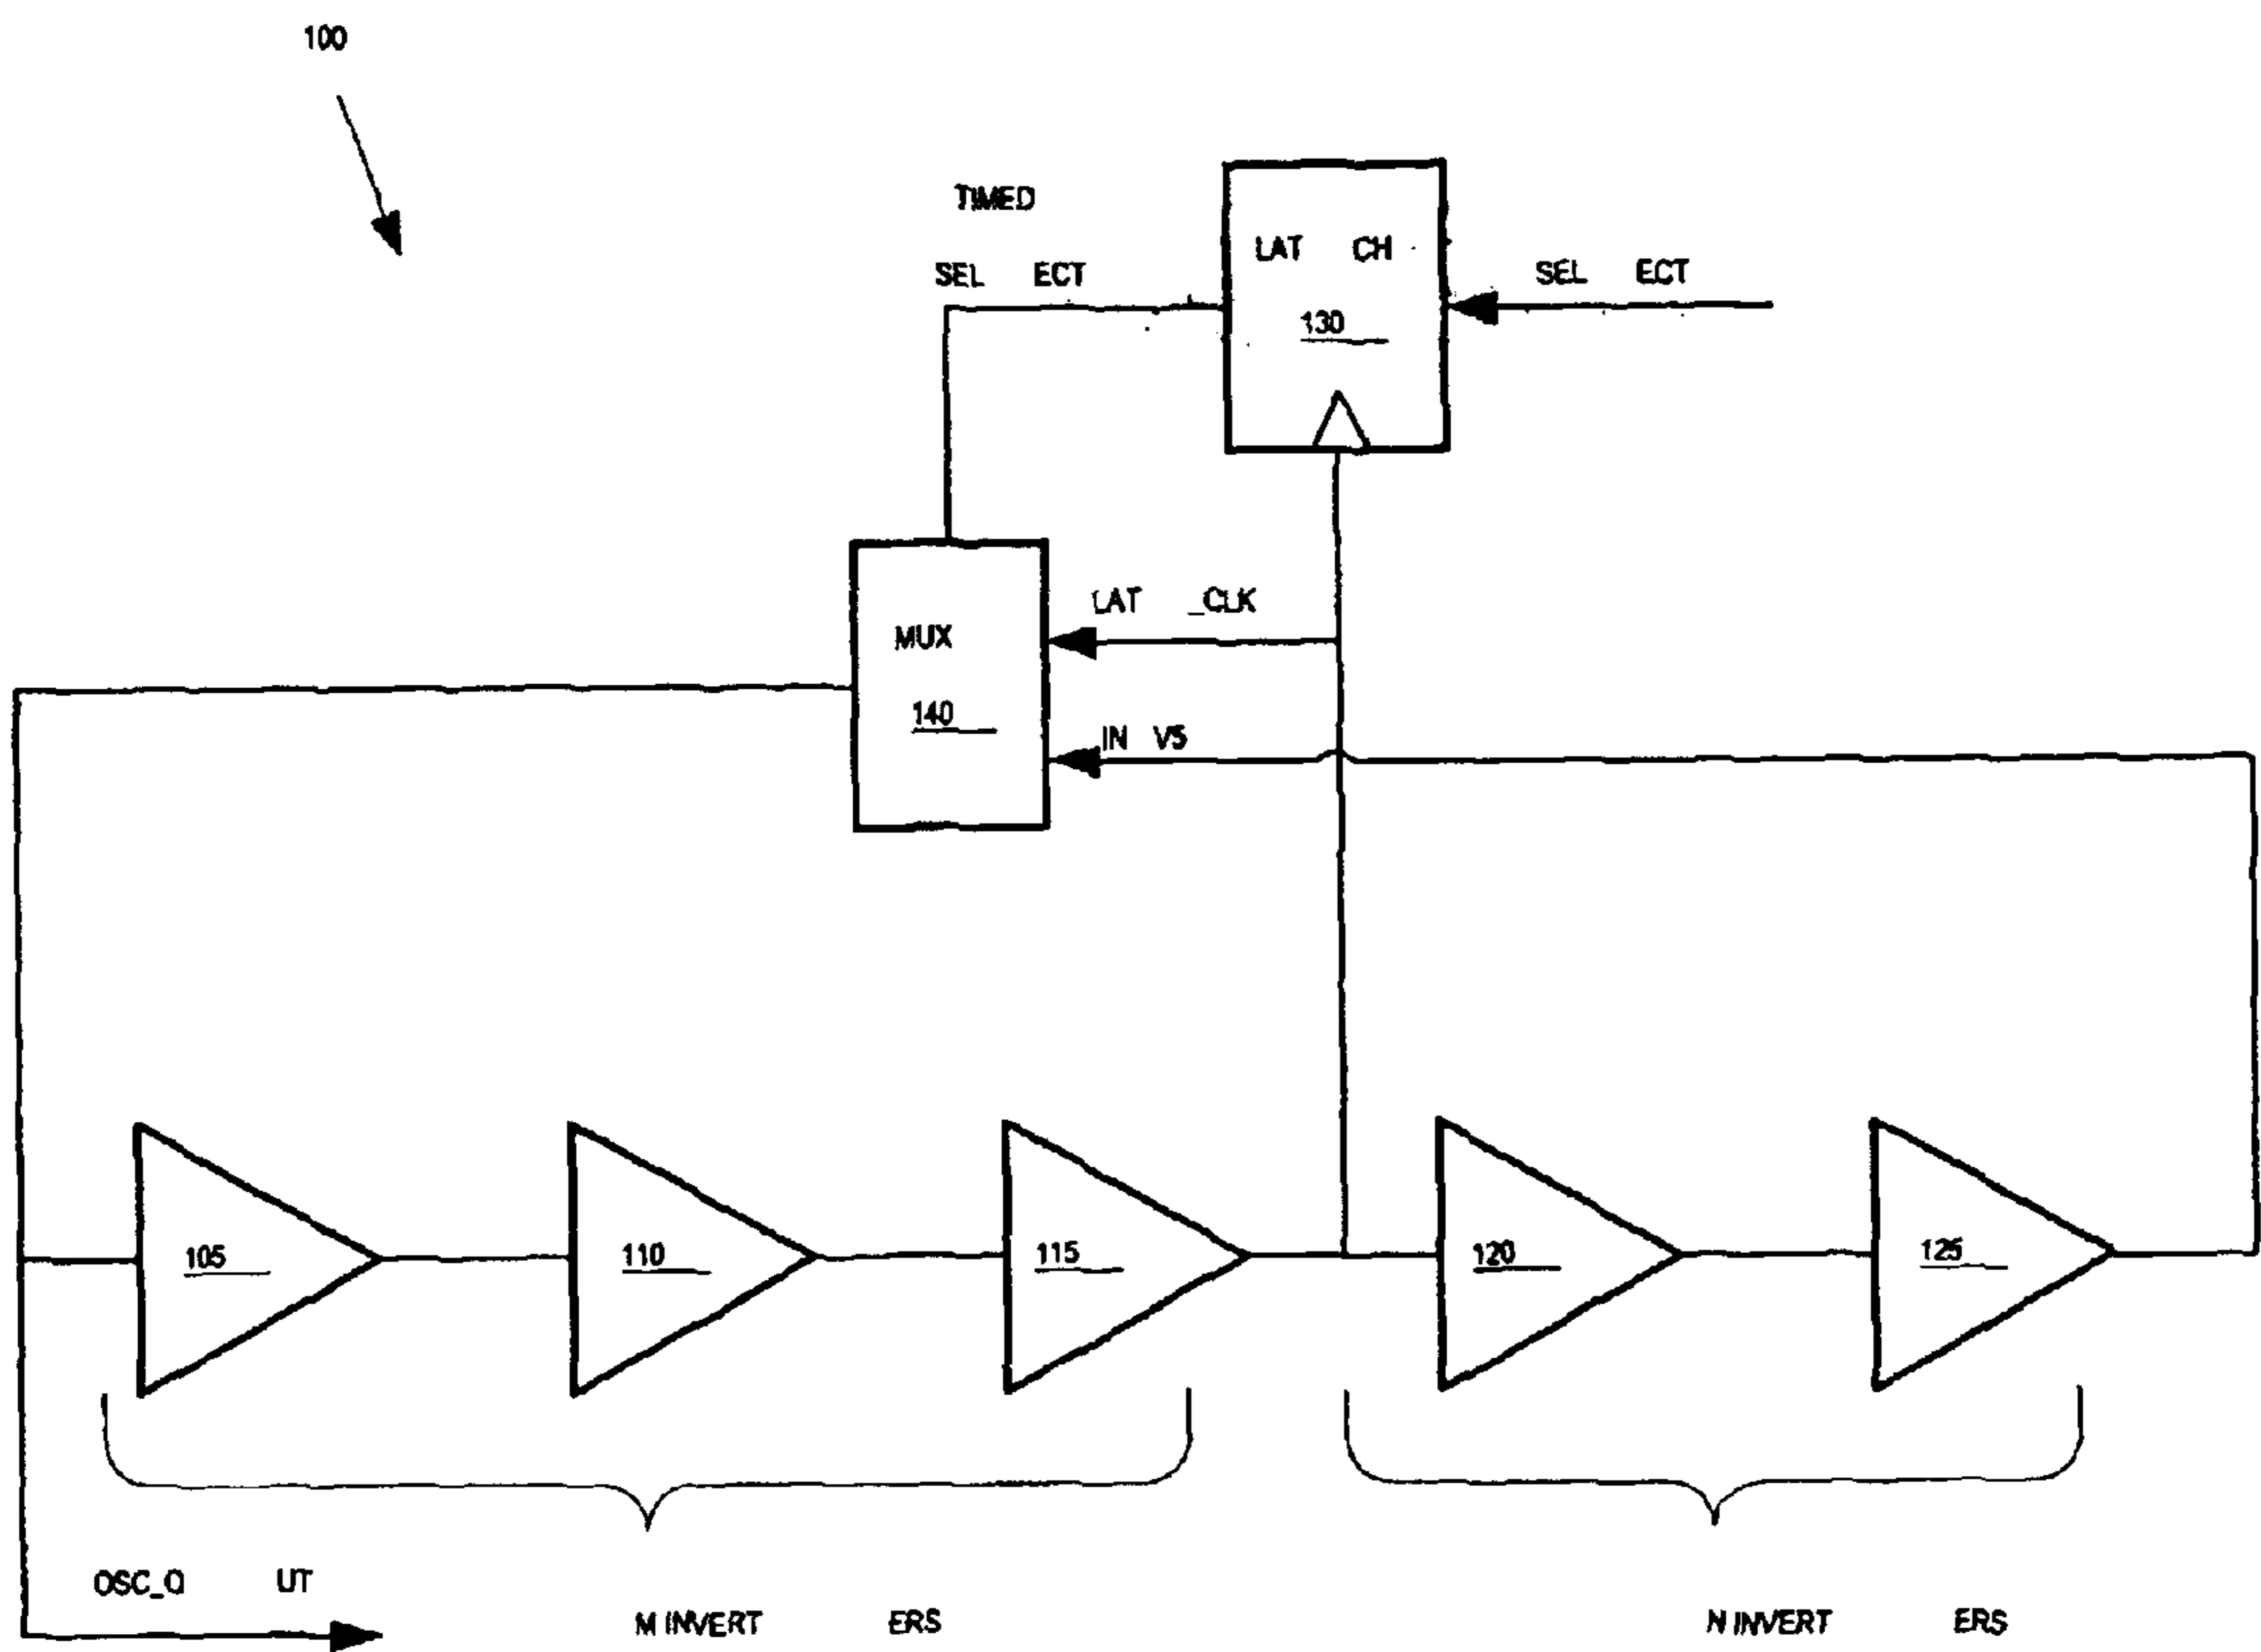 100
TIMED
SEL ECT
LAT CH
130
SEL ECT
LAT _CLK
MUX
140
IN V5
105
110
115
120
125
OSC_O UT
M INVERT ERS
N INVERT ERS